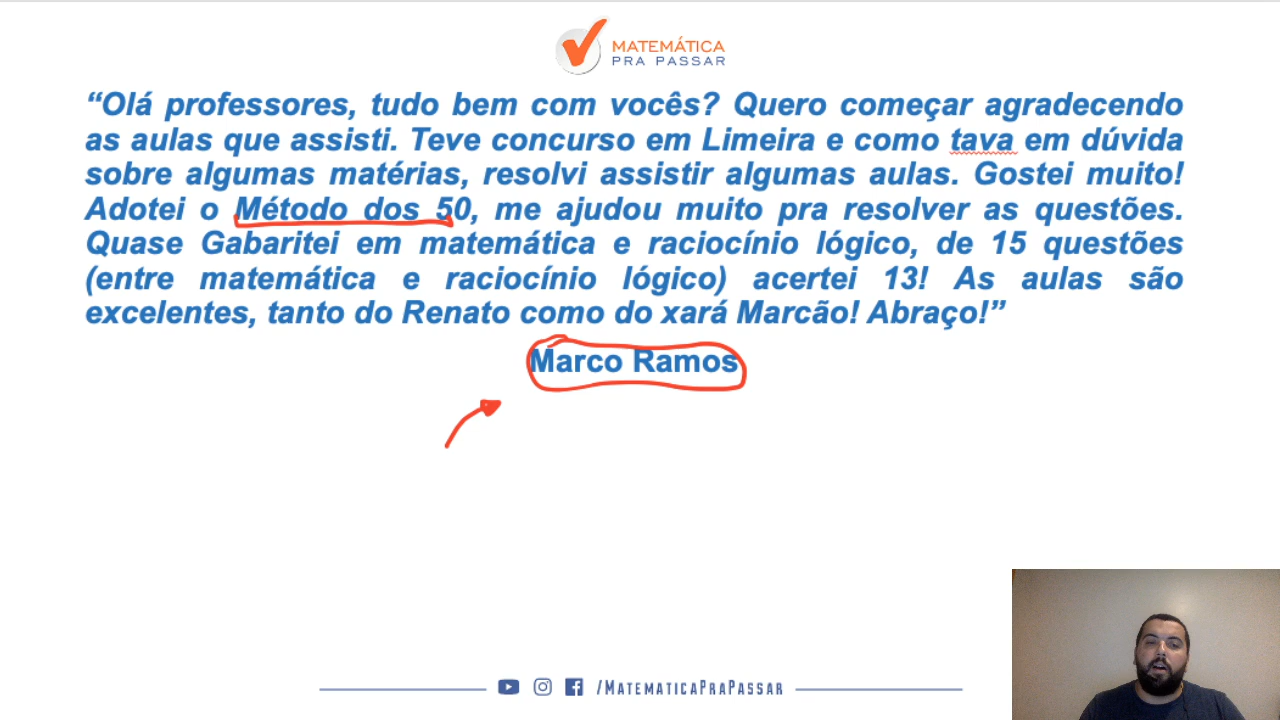 MATEMÁTICA
PRA PASSAR
“Olá professores, tudo bem com vocês? Quero começar agradecendo
as aulas que assisti. Teve concurso em Limeira e como tava em dúvida
sobre algumas matérias, resolvi assistir algumas aulas. Gostei muito!
Adotei o Método dos 50, me ajudou muito pra resolver as questões.
Quase Gabaritei em matemática e raciocínio lógico, de 15 questões
(entre matemática e raciocínio lógico) acertei 13! As aulas são
excelentes, tanto do Renato como do xará Marcão! Abraço!”
Marco Ramos
/MATEMATICAPRAPASSAR